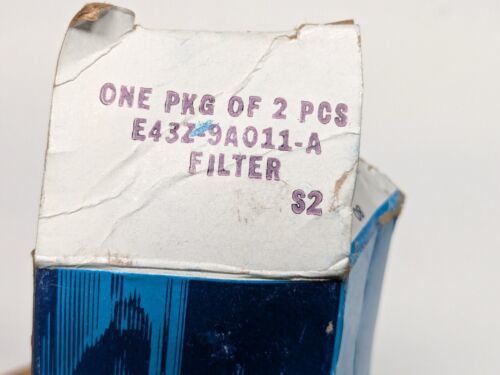 ONE PKG OF 2 PCS
E43Z-9A011-A
FILTER
S2